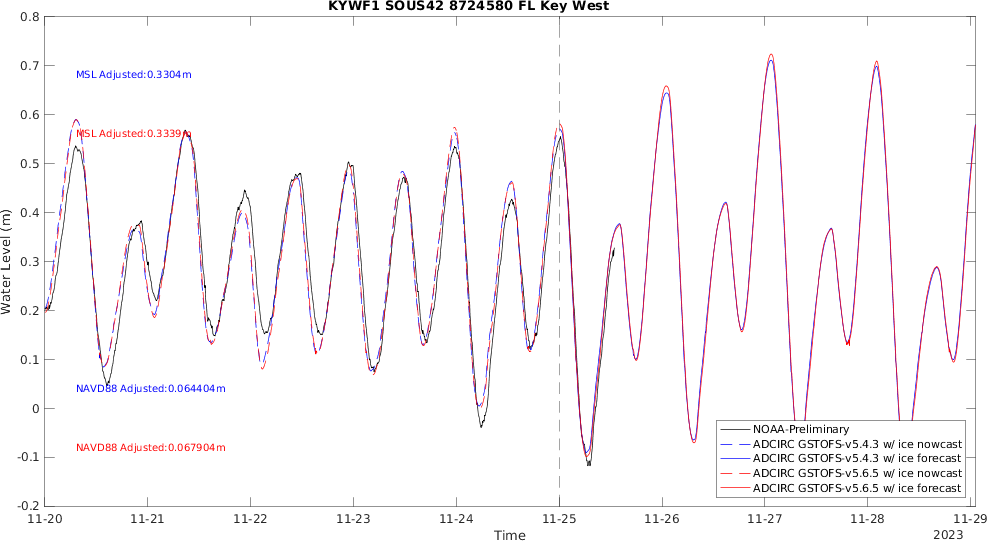 KYWF1 SOUS42 8724580 FL Key West
0.8
0.7
0.6
0.5
0.4
0.3
0.2
0.1
0
-0.1
-0.2
Water Level (m)
MSL Adjusted:0.3304m
MSL Adjusted:0.3339m
NAVD88 Adjusted:0.064404m
NAVD88 Adjusted:0.067904m
NOAA-Preliminary
ADCIRC GSTOFS-v5.4.3 w/ ice nowcast
ADCIRC GSTOFS-v5.4.3 w/ ice forecast
ADCIRC GSTOFS-v5.6.5 w/ ice nowcast
ADCIRC GSTOFS-v5.6.5 w/ ice forecast
11-20 11-21 11-22 11-23 11-24 11-25 11-26 11-27 11-28 11-29
Time
2023